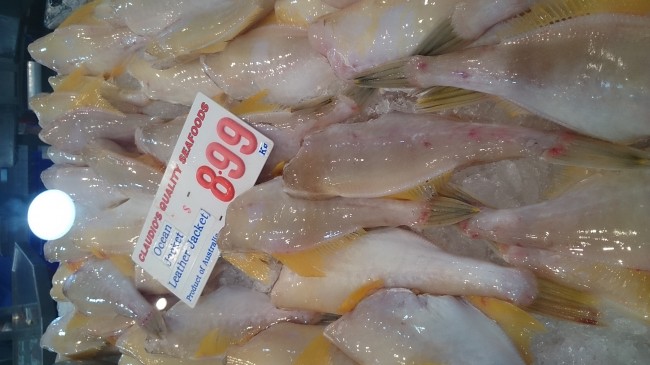 CLAUDIO'S QUALITY SEAFOODS
Ocean
Jacket
Leather Jacket
$ 8.99 KG
Product of Australia